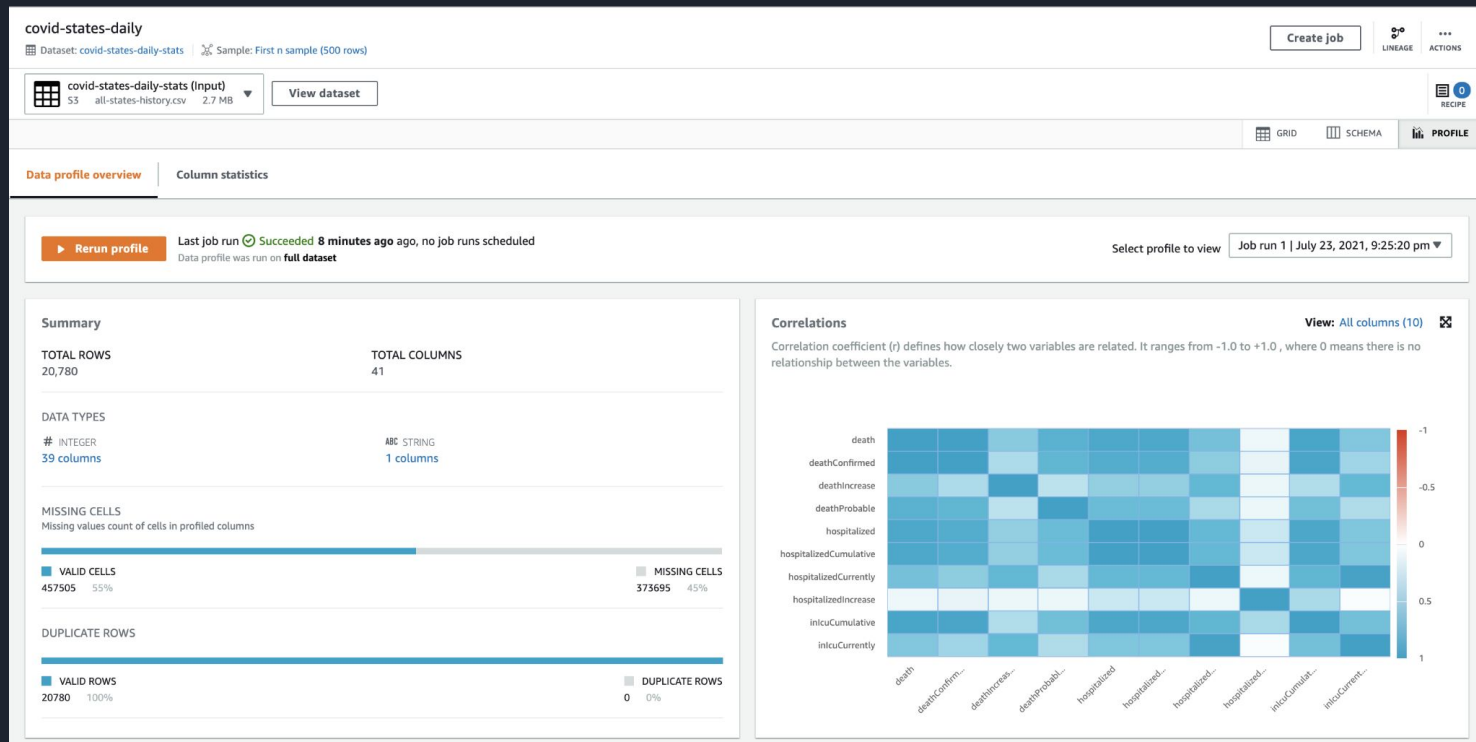 covid-states-daily
Dataset: covid-states-daily-stats Sample: First n sample (500 rows)
Create job
LINEAGE
ACTIONS
covid-states-daily-stats (Input)
S3 all-states-history.csv 2.7 MB
View dataset
0
RECIPE
GRID SCHEMA PROFILE
Data profile overview Column statistics
Rerun profile
Last job run Succeeded 8 minutes ago ago, no job runs scheduled
Data profile was run on full dataset
Select profile to view Job run 1 | July 23, 2021, 9:25:20 pm
Summary
TOTAL ROWS TOTAL COLUMNS
20,780 41
DATA TYPES
# INTEGER ABC STRING
39 columns 1 columns
MISSING CELLS
Missing values count of cells in profiled columns
VALID CELLS MISSING CELLS
457505 55% 373695 45%
DUPLICATE ROWS
VALID ROWS DUPLICATE ROWS
20780 100% 0 0%
Correlations View: All columns (10)
Correlation coefficient (r) defines how closely two variables are related. It ranges from -1.0 to +1.0 , where 0 means there is no
relationship between the variables.
death
deathConfirmed
deathIncrease
deathProbable
hospitalized
hospitalizedCumulative
hospitalizedCurrently
hospitalizedIncrease
inIcuCumulative
inIcuCurrently
-1
-0.5
0
0.5
1
death
deathConfirm...
deathIncreas...
deathProbabl...
hospitalized
hospitalized...
hospitalized...
hospitalized...
inIcuCumulat...
inIcuCurrent...